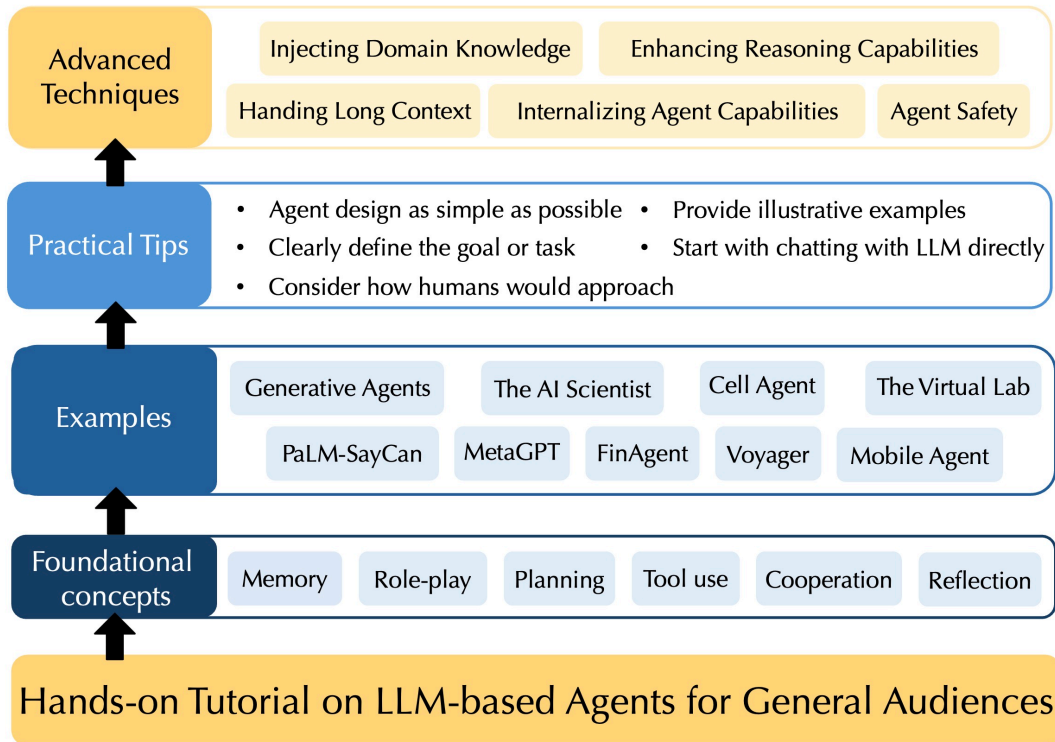 Advanced
Techniques
Injecting Domain Knowledge
Enhancing Reasoning Capabilities
Handing Long Context
Internalizing Agent Capabilities
Agent Safety
Practical Tips
• Agent design as simple as possible
• Clearly define the goal or task
• Consider how humans would approach
• Provide illustrative examples
• Start with chatting with LLM directly
Examples
Generative Agents
The AI Scientist
Cell Agent
The Virtual Lab
PaLM-SayCan
MetaGPT
FinAgent
Voyager
Mobile Agent
Foundational
concepts
Memory
Role-play
Planning
Tool use
Cooperation
Reflection
Hands-on Tutorial on LLM-based Agents for General Audiences